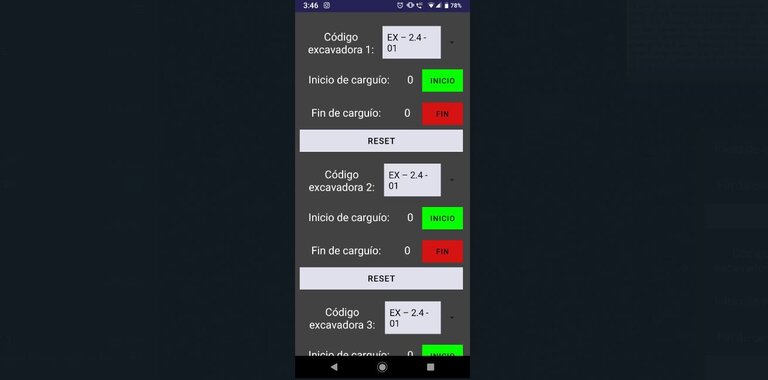 3:46 78%
Código EX – 2.4 -
excavadora 1: 01
Inicio de carguío: 0 INICIO
Fin de carguío: 0 FIN
RESET
Código EX – 2.4 -
excavadora 2: 01
Inicio de carguío: 0 INICIO
Fin de carguío: 0 FIN
RESET
Código EX – 2.4 -
excavadora 3: 01
Inicio de carguío: 0 INICIO